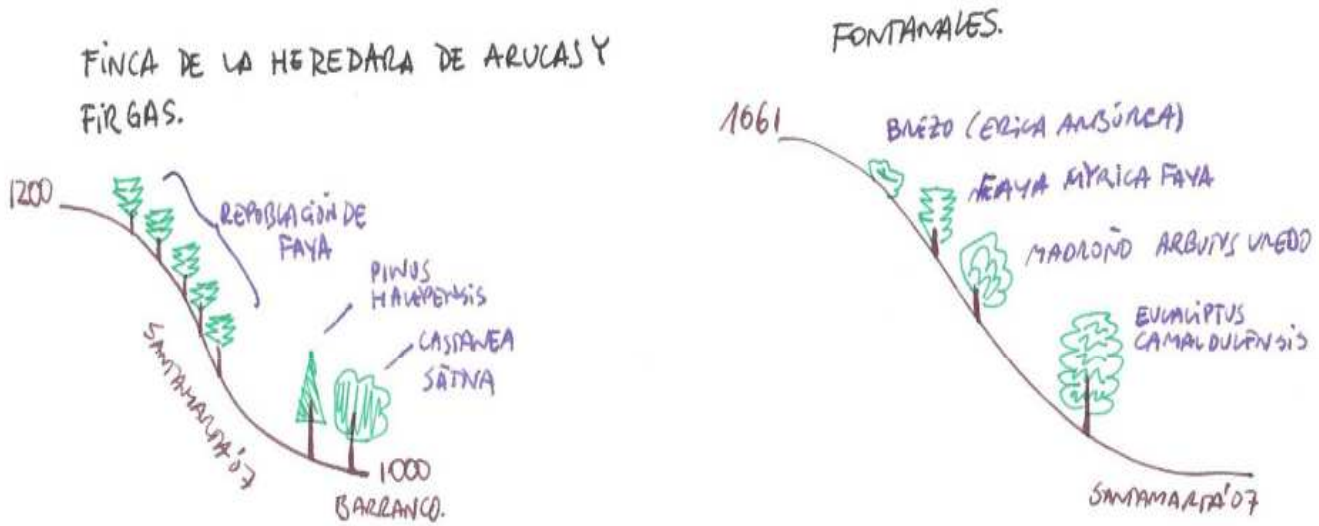 FINCA DE LA HEREDARA DE ARUCAS Y
FIRGAS.
1200
REPOBLACIÓN DE
FAYA
PINUS
HALEPENSIS
CASTANEA
SATIVA
SANTAMARTA'07
1000
BARRANCO.
FONTANALES.
1061
BREZO (ERICA ARBÓREA)
FAYA MYRICA FAYA
MADROÑO ARBUTUS UNEDO
EUCALIPTUS
CAMALDULENSIS
SANTAMARTA'07